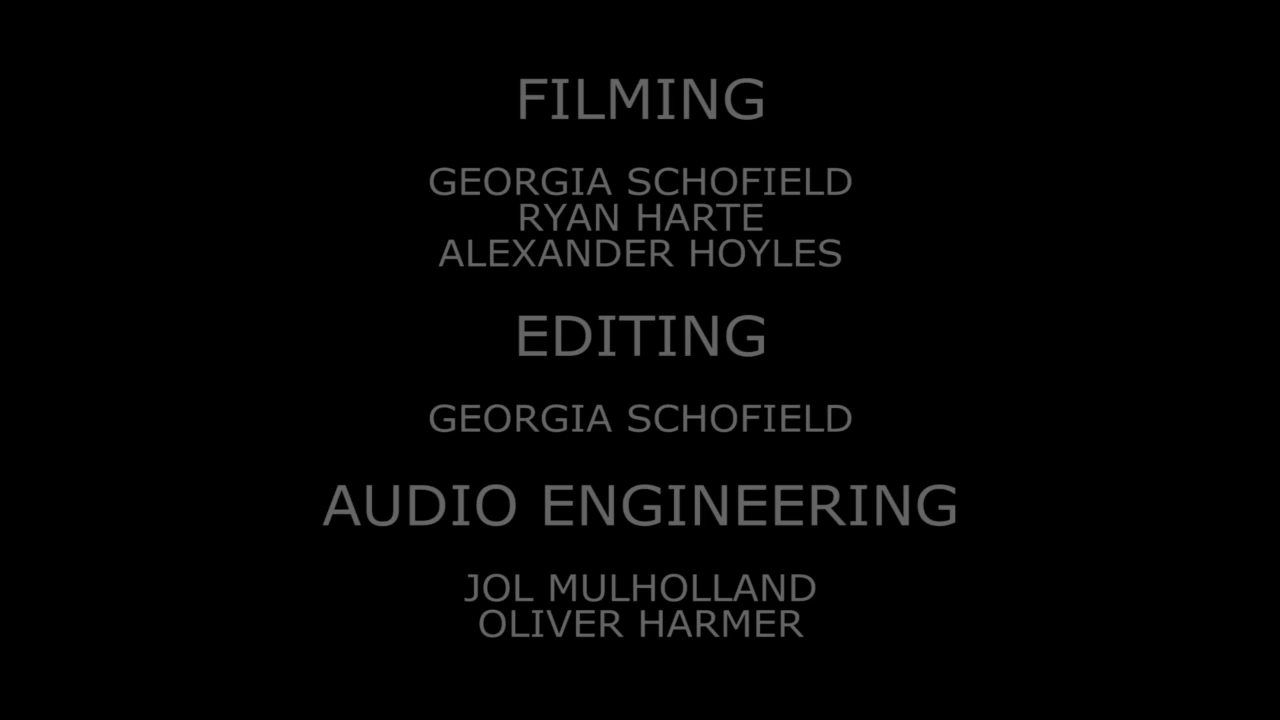 FILMING
GEORGIA SCHOFIELD
RYAN HARTE
ALEXANDER HOYLES
EDITING
GEORGIA SCHOFIELD
AUDIO ENGINEERING
JOL MULHOLLAND
OLIVER HARMER